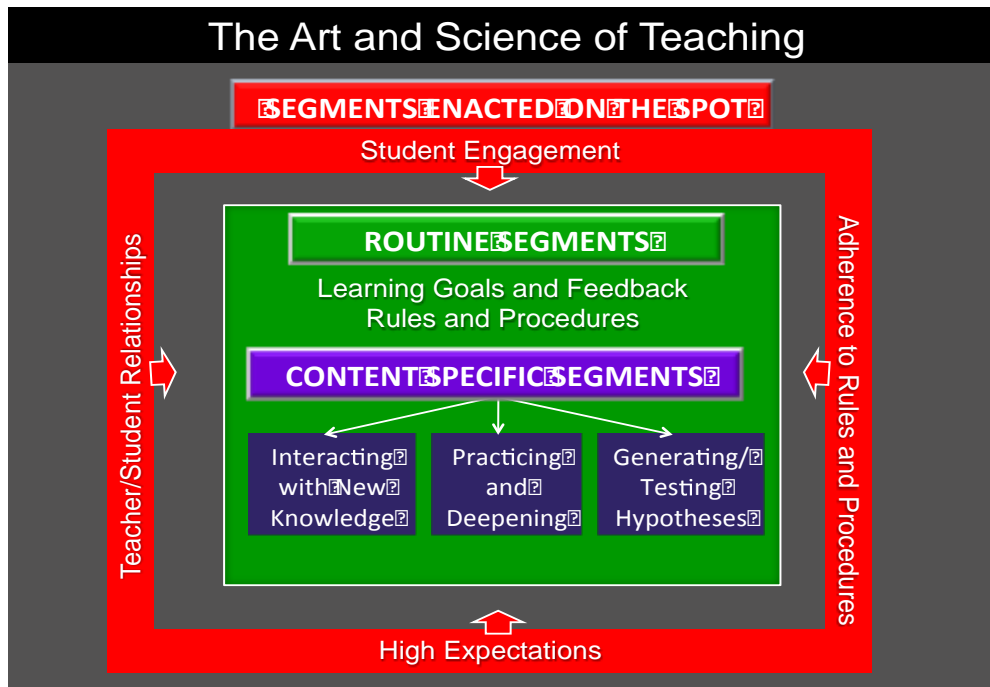 The Art and Science of Teaching
SEGMENTS ENACTED ON THE SPOT
Student Engagement
Teacher/Student Relationships
Adherence to Rules and Procedures
ROUTINE SEGMENTS
Learning Goals and Feedback
Rules and Procedures
CONTENT SPECIFIC SEGMENTS
Interacting
with New
Knowledge
Practicing
and
Deepening
Generating/
Testing
Hypotheses
High Expectations